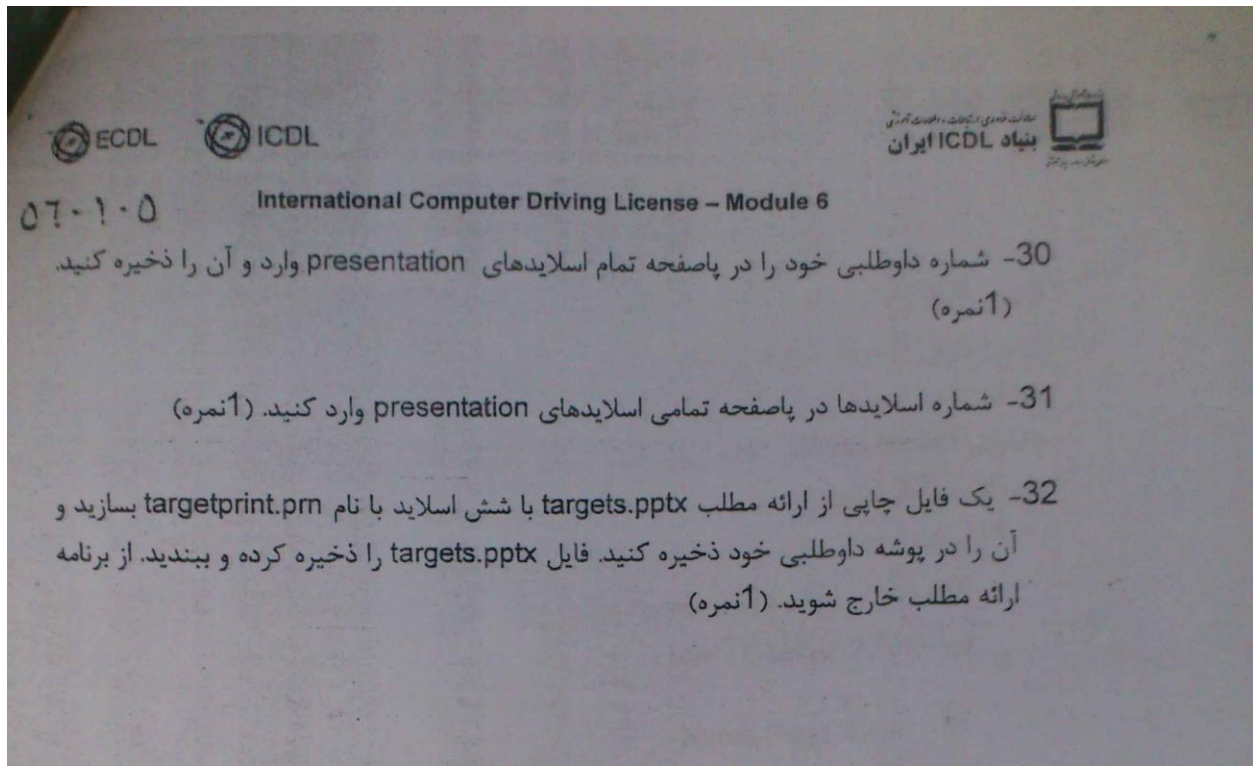 ECDL ICDL
بنیاد ICDL ایران
۵۶۰۱۰۵
International Computer Driving License – Module 6
30- شماره داوطلبی خود را در پاصفحه تمام اسلایدهای presentation وارد و آن را ذخیره کنید.
(1نمره)
31- شماره اسلایدها در پاصفحه تمامی اسلایدهای presentation وارد کنید. (1نمره)
32- یک فایل چاپی از ارائه مطلب targets.pptx با شش اسلاید با نام targetprint.prn بسازید و
آن را در پوشه داوطلبی خود ذخیره کنید. فایل targets.pptx را ذخیره کرده و ببندید. از برنامه
ارائه مطلب خارج شوید. (1نمره)